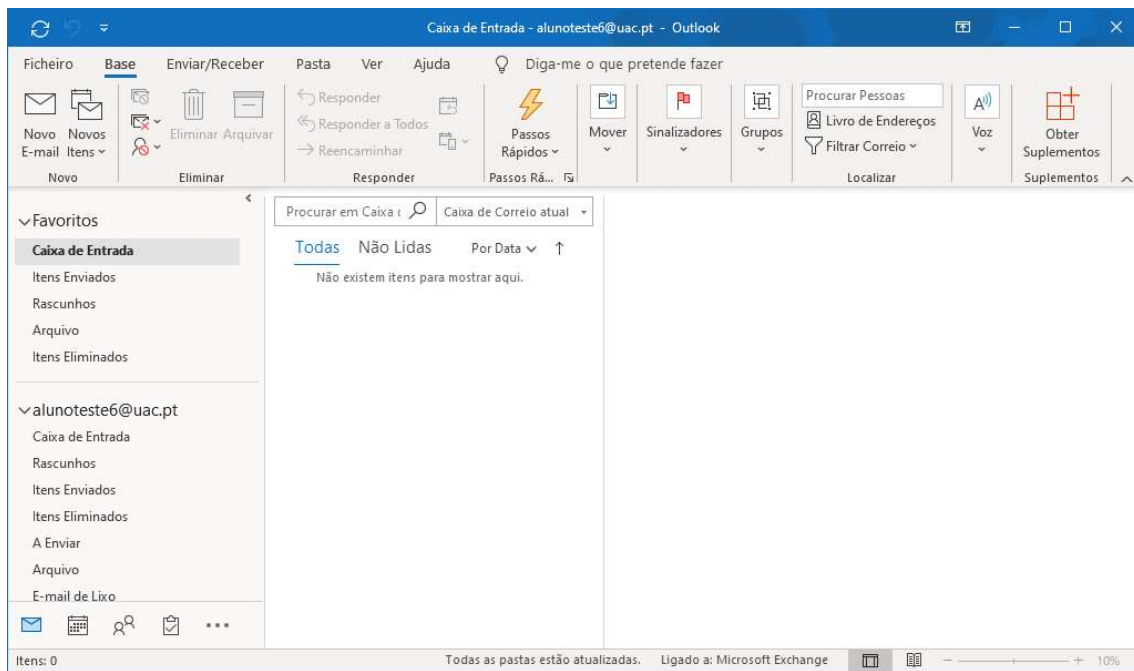 Caixa de Entrada - alunoteste6@uac.pt - Outlook
Ficheiro Base Enviar/Receber Pasta Ver Ajuda Diga-me o que pretende fazer
Novo E-mail
Novos Itens
Novo
Eliminar Arquivar
Eliminar
Responder
Responder a Todos
Reencaminhar
Responder
Passos Rápidos
Passos Rá...
Mover
Sinalizadores
Grupos
Procurar Pessoas
Livro de Endereços
Filtrar Correio
Localizar
Voz
Obter Suplementos
Suplementos
Favoritos
Caixa de Entrada
Itens Enviados
Rascunhos
Arquivo
Itens Eliminados
alunoteste6@uac.pt
Caixa de Entrada
Rascunhos
Itens Enviados
Itens Eliminados
A Enviar
Arquivo
E-mail de Lixo
Procurar em Caixa Caixa de Correio atual
Todas Não Lidas Por Data
Não existem itens para mostrar aqui.
Itens: 0 Todas as pastas estão atualizadas. Ligado a: Microsoft Exchange 10%